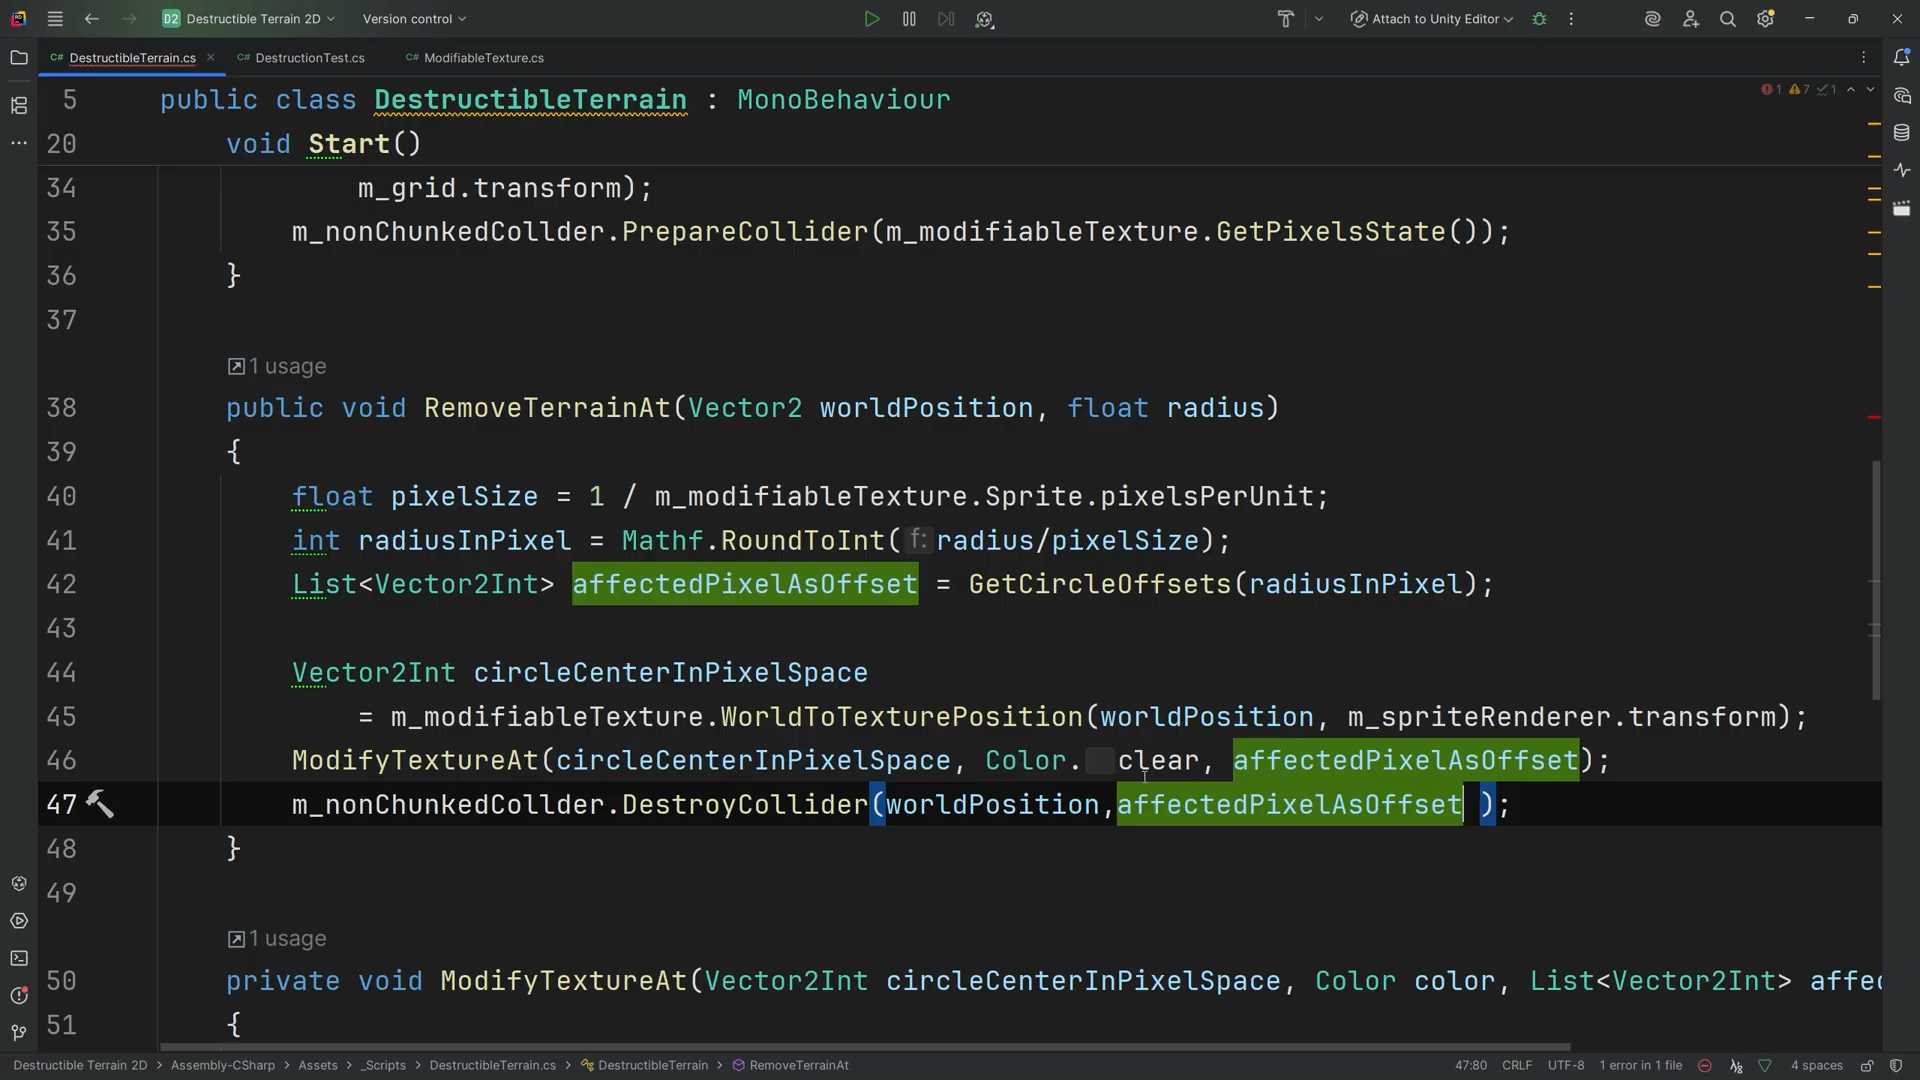 D2 Destructible Terrain 2D Version control Attach to Unity Editor
C# DestructibleTerrain.cs C# DestructionTest.cs C# ModifiableTexture.cs
5 public class DestructibleTerrain : MonoBehaviour 1 7 1
20 void Start()
34 m_grid.transform);
35 m_nonChunkedCollder.PrepareCollider(m_modifiableTexture.GetPixelsState());
36 }
37
1 usage
38 public void RemoveTerrainAt(Vector2 worldPosition, float radius)
39 {
40 float pixelSize = 1 / m_modifiableTexture.Sprite.pixelsPerUnit;
41 int radiusInPixel = Mathf.RoundToInt(f:radius/pixelSize);
42 List<Vector2Int> affectedPixelAsOffset = GetCircleOffsets(radiusInPixel);
43
44 Vector2Int circleCenterInPixelSpace
45 = m_modifiableTexture.WorldToTexturePosition(worldPosition, m_spriteRenderer.transform);
46 ModifyTextureAt(circleCenterInPixelSpace, Color. clear, affectedPixelAsOffset);
47 m_nonChunkedCollder.DestroyCollider(worldPosition,affectedPixelAsOffset );
48 }
49
1 usage
50 private void ModifyTextureAt(Vector2Int circleCenterInPixelSpace, Color color, List<Vector2Int> affec
51 {
Destructible Terrain 2D > Assembly-CSharp > Assets > _Scripts > DestructibleTerrain.cs > DestructibleTerrain > RemoveTerrainAt 47:80 CRLF UTF-8 1 error in 1 file 4 spaces